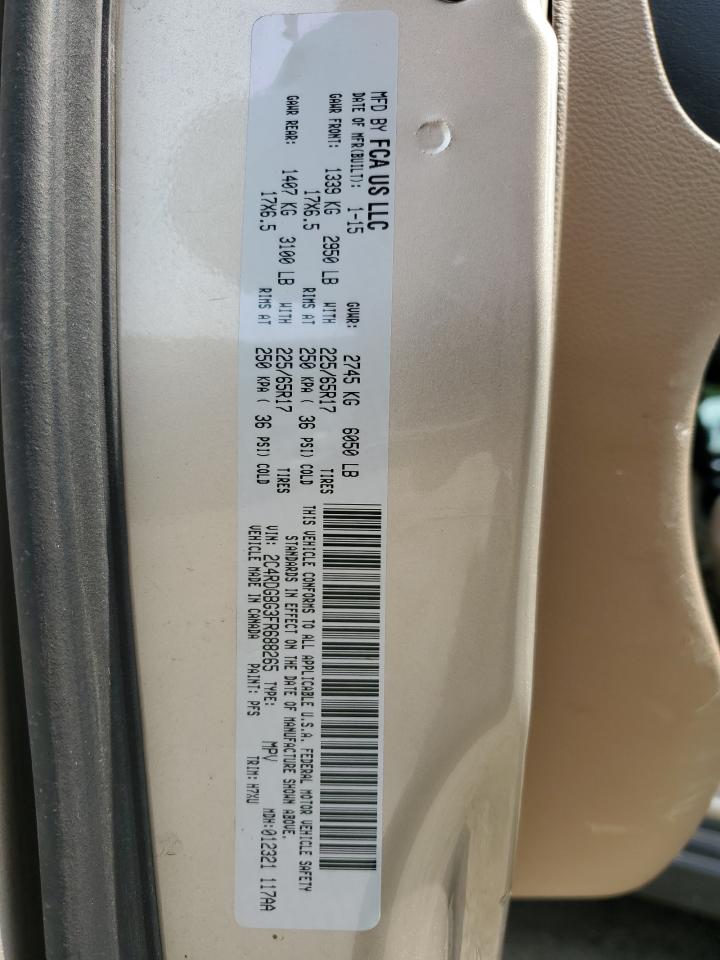 MFD BY FCA US LLC
DATE OF MFR(BUILT): 1-15 GVWR: 2745 KG 6050 LB
GAWR FRONT: 1339 KG 2950 LB WITH 225/65R17 TIRES
17X6.5 RIMS AT 250 KPA ( 36 PSI) COLD
GAWR REAR: 1407 KG 3100 LB WITH 225/65R17 TIRES
17X6.5 RIMS AT 250 KPA ( 36 PSI) COLD
THIS VEHICLE CONFORMS TO ALL APPLICABLE U.S.A. FEDERAL MOTOR VEHICLE SAFETY
STANDARDS IN EFFECT ON THE DATE OF MANUFACTURE SHOWN ABOVE.
VIN: 2C4RDGBG3FR688265 TYPE: MPV MDH:012321 117AA
VEHICLE MADE IN CANADA PAINT: PFS TRIM: H7XU